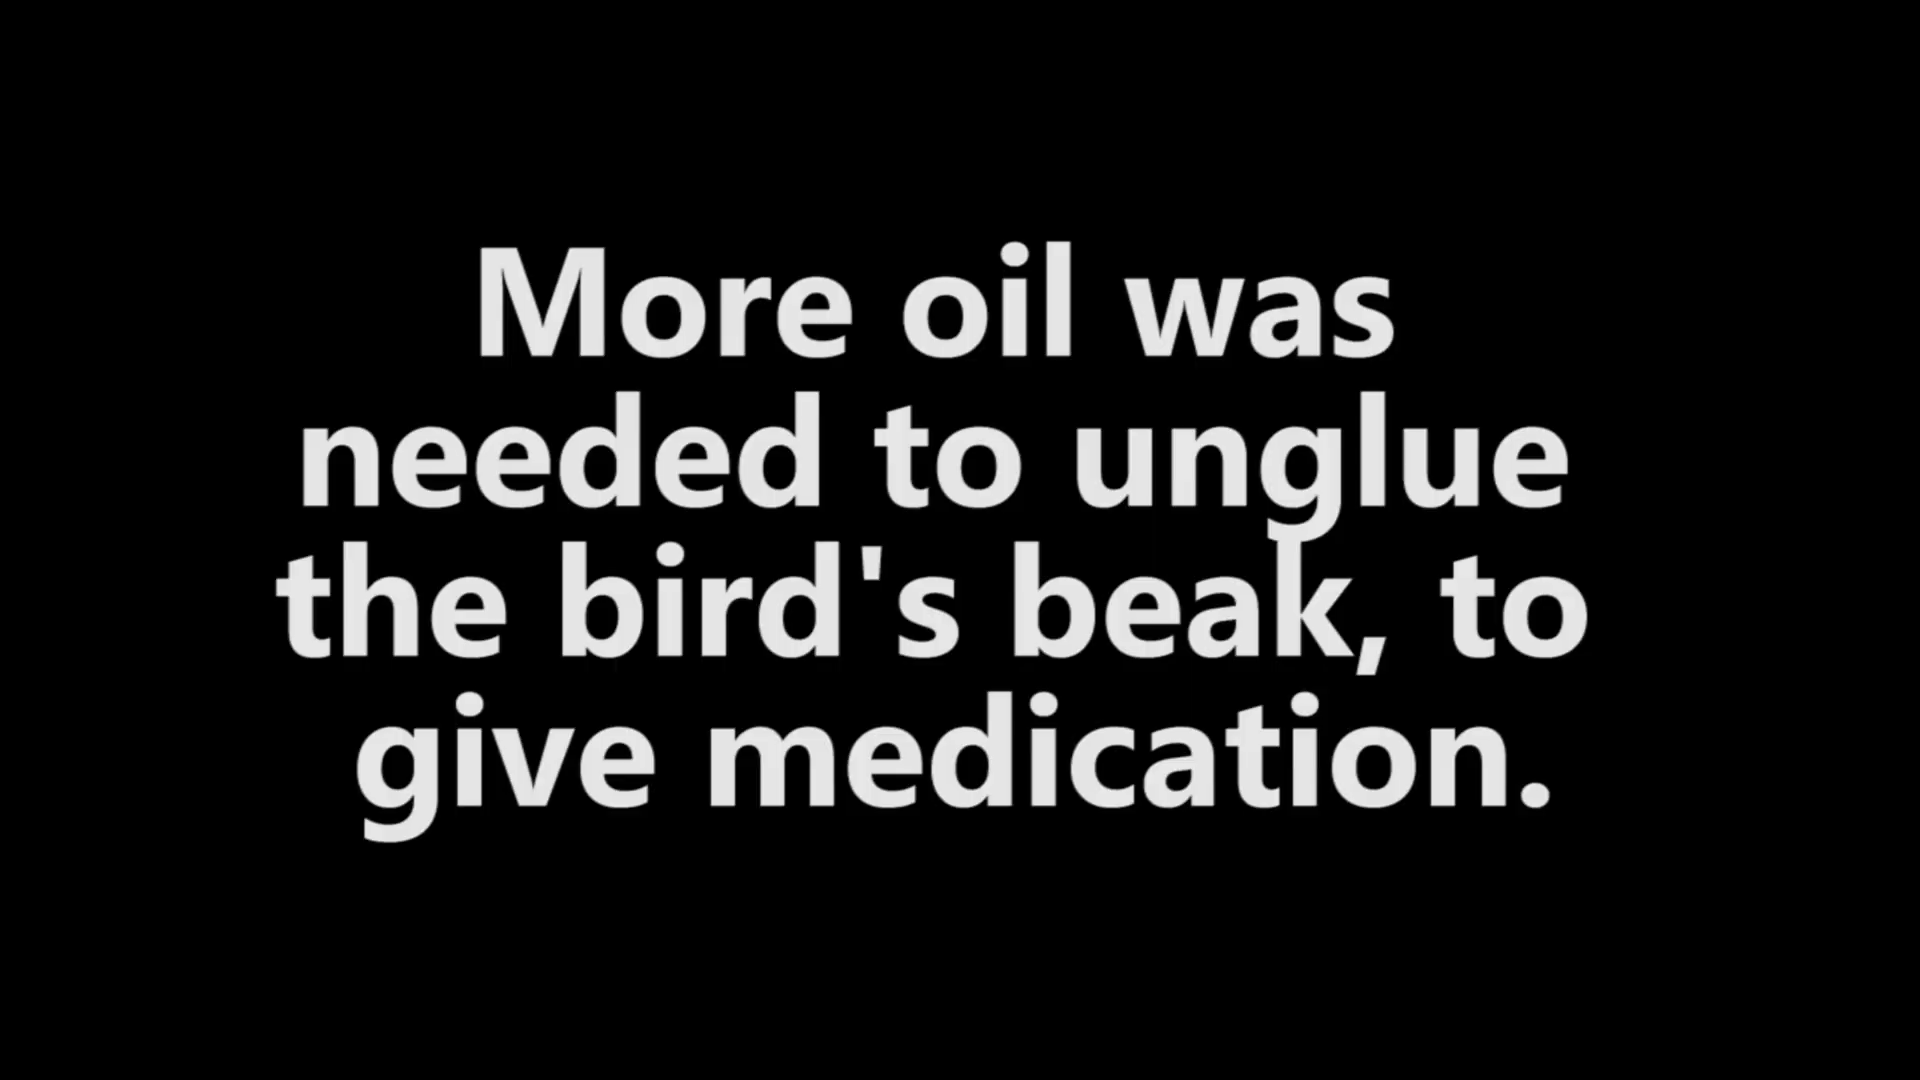 More oil was
needed to unglue
the bird's beak, to
give medication.